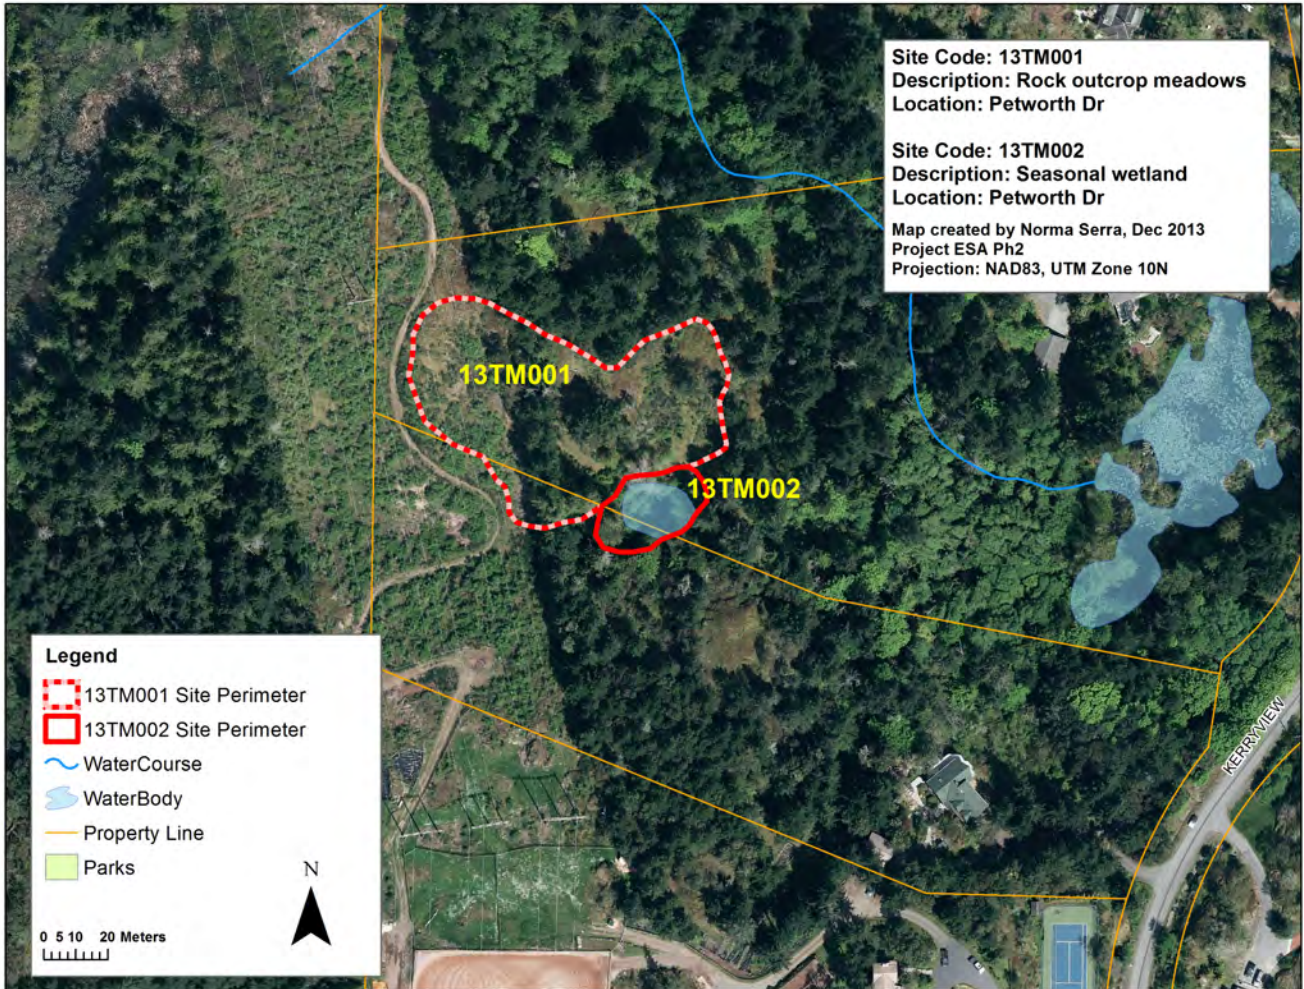 Site Code: 13TM001
Description: Rock outcrop meadows
Location: Petworth Dr
Site Code: 13TM002
Description: Seasonal wetland
Location: Petworth Dr
Map created by Norma Serra, Dec 2013
Project ESA Ph2
Projection: NAD83, UTM Zone 10N
13TM001
13TM002
KERRYVIEW
Legend
13TM001 Site Perimeter
13TM002 Site Perimeter
WaterCourse
WaterBody
Property Line
Parks
N
0 5 10 20 Meters